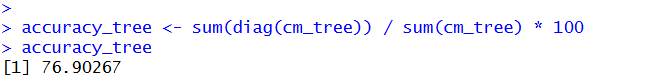 >
> accuracy_tree <- sum(diag(cm_tree)) / sum(cm_tree) * 100
> accuracy_tree
[1] 76.90267